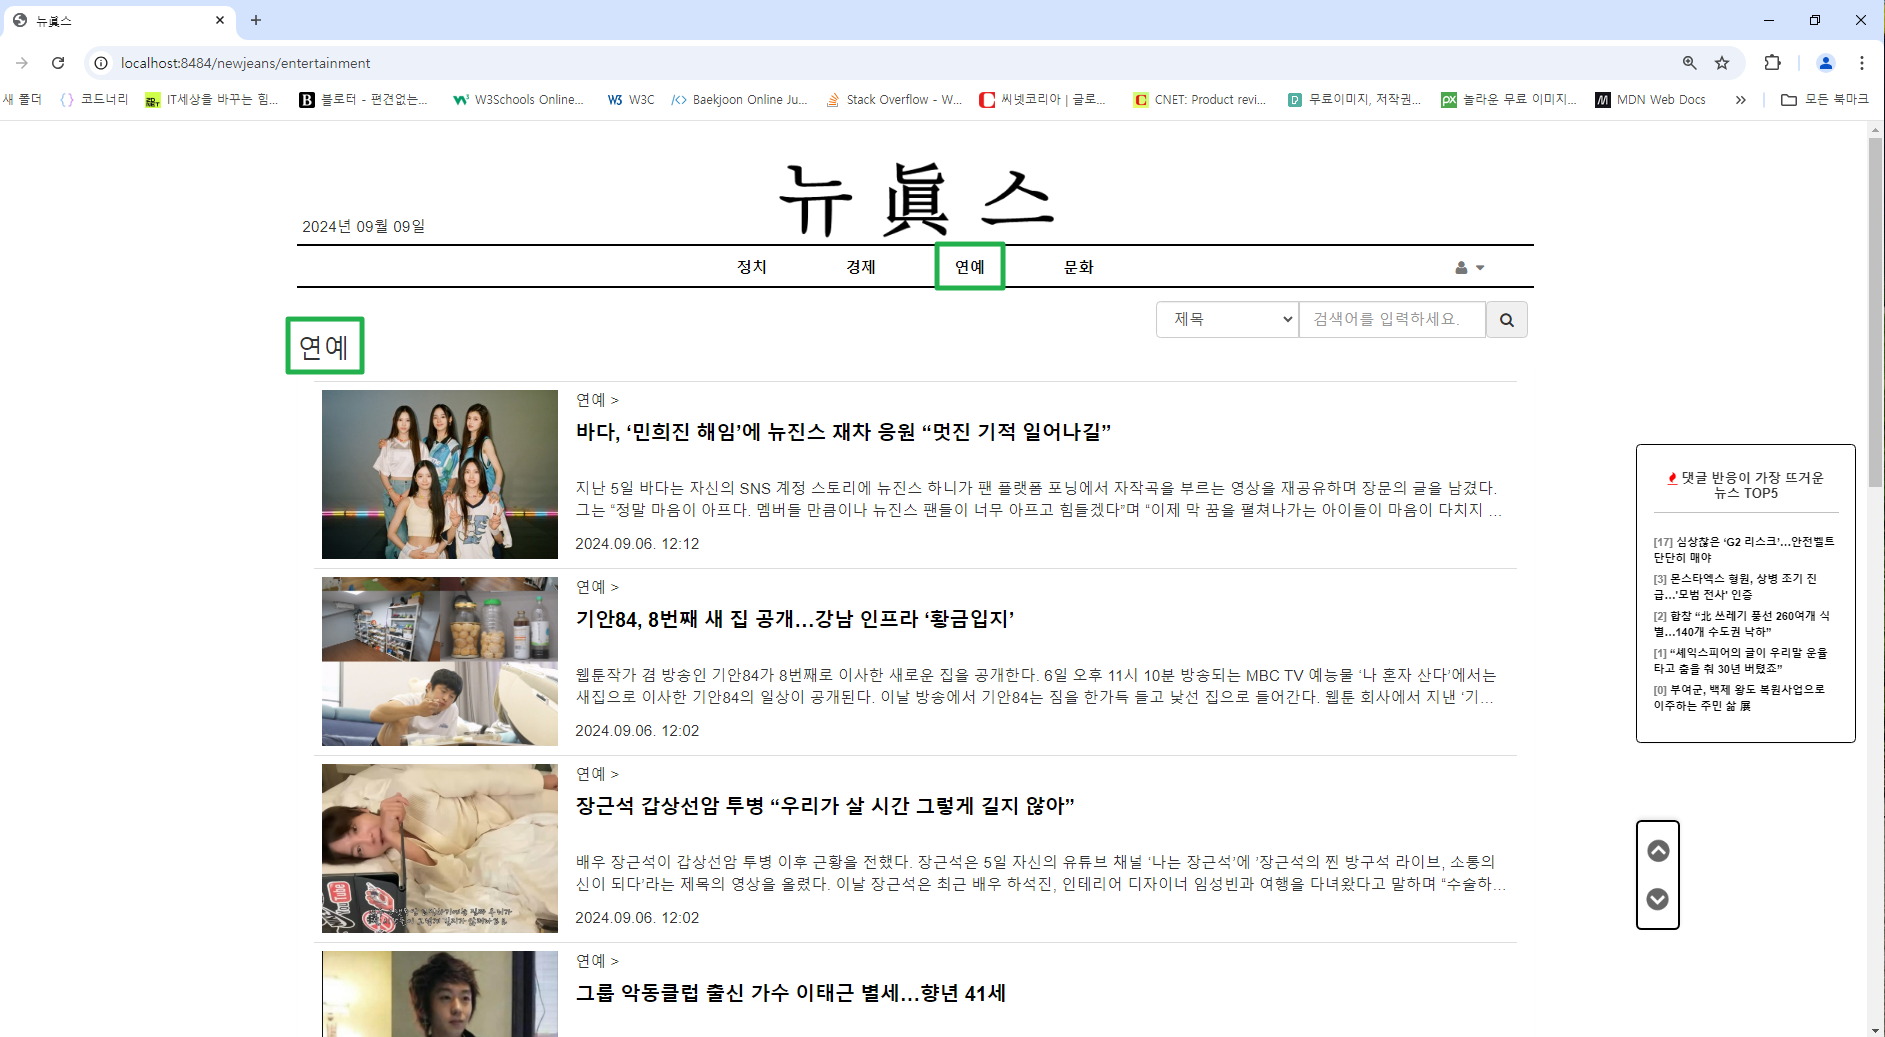 뉴眞스
localhost:8484/newjeans/entertainment
새 폴더
코드너리
IT세상을 바꾸는 힘...
블로터 - 편견없는...
W3Schools Online...
W3C
Baekjoon Online Ju...
Stack Overflow - W...
씨넷코리아 | 글로...
CNET: Product revi...
무료이미지, 저작권...
놀라운 무료 이미지...
MDN Web Docs
모든 북마크
뉴眞스
2024년 09월 09일
정치
경제
연예
문화
제목
검색어를 입력하세요.
연예
연예 >
바다, ‘민희진 해임’에 뉴진스 재차 응원 “멋진 기적 일어나길”
지난 5일 바다는 자신의 SNS 계정 스토리에 뉴진스 하니가 팬 플랫폼 포닝에서 자작곡을 부르는 영상을 재공유하며 장문의 글을 남겼다.
그는 “정말 마음이 아프다. 멤버들 만큼이나 뉴진스 팬들이 너무 아프고 힘들겠다”며 “이제 막 꿈을 펼쳐나가는 아이들이 마음이 다치지 ...
2024.09.06. 12:12
연예 >
기안84, 8번째 새 집 공개…강남 인프라 ‘황금입지’
웹툰작가 겸 방송인 기안84가 8번째로 이사한 새로운 집을 공개한다. 6일 오후 11시 10분 방송되는 MBC TV 예능물 ‘나 혼자 산다’에서는
새집으로 이사한 기안84의 일상이 공개된다. 이날 방송에서 기안84는 짐을 한가득 들고 낯선 집으로 들어간다. 웹툰 회사에서 지낸 ‘기...
2024.09.06. 12:02
연예 >
장근석 갑상선암 투병 “우리가 살 시간 그렇게 길지 않아”
배우 장근석이 갑상선암 투병 이후 근황을 전했다. 장근석은 5일 자신의 유튜브 채널 ‘나는 장근석’에 ’장근석의 찐 방구석 라이브, 소통의
신이 되다’라는 제목의 영상을 올렸다. 이날 장근석은 최근 배우 하석진, 인테리어 디자이너 임성빈과 여행을 다녀왔다고 말하며 “수술하...
2024.09.06. 12:02
YouTube
연예 >
그룹 악동클럽 출신 가수 이태근 별세…향년 41세
댓글 반응이 가장 뜨거운
뉴스 TOP5
[17] 심상찮은 ‘G2 리스크’…안전벨트
단단히 매야
[3] 몬스타엑스 형원, 상병 조기 진
급…'모범 전사' 인증
[2] 합참 “北 쓰레기 풍선 260여개 식
별…140개 수도권 낙하”
[1] “셰익스피어의 글이 우리말 운율
타고 춤을 춰 30년 버텼죠”
[0] 부여군, 백제 왕도 복원사업으로
이주하는 주민 삶 展